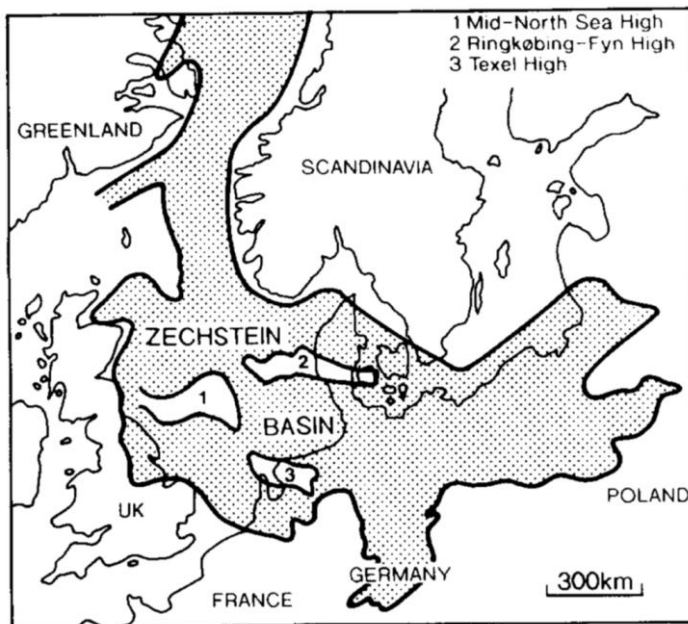 1 Mid-North Sea High
2 Ringkøbing-Fyn High
3 Texel High
GREENLAND
SCANDINAVIA
ZECHSTEIN
2
1
BASIN
3
UK
POLAND
GERMANY
300km
FRANCE